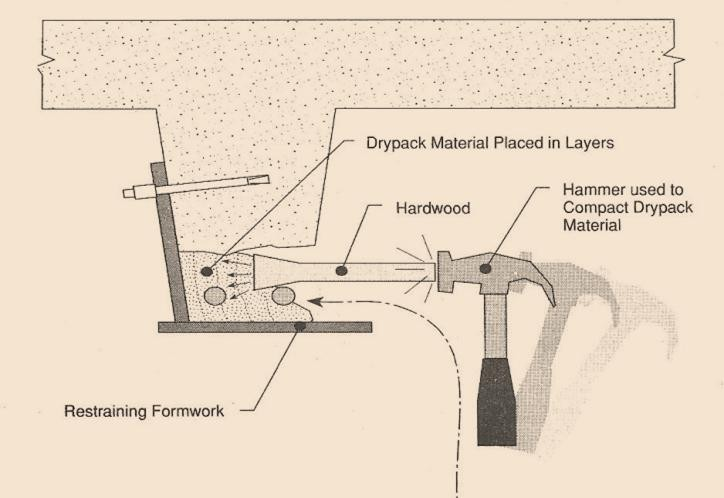 Drypack Material Placed in Layers
Hardwood
Hammer used to
Compact Drypack
Material
Restraining Formwork